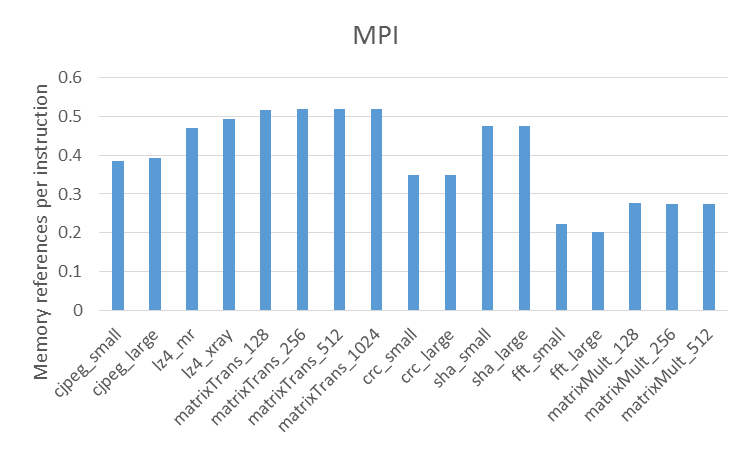 MPI
Memory references per instruction
0.6
0.5
0.4
0.3
0.2
0.1
0
cjpeg_small
cjpeg_large
lz4_mr
lz4_xray
matrixTrans_128
matrixTrans_256
matrixTrans_512
matrixTrans_1024
crc_small
crc_large
sha_small
sha_large
fft_small
fft_large
matrixMult_128
matrixMult_256
matrixMult_512